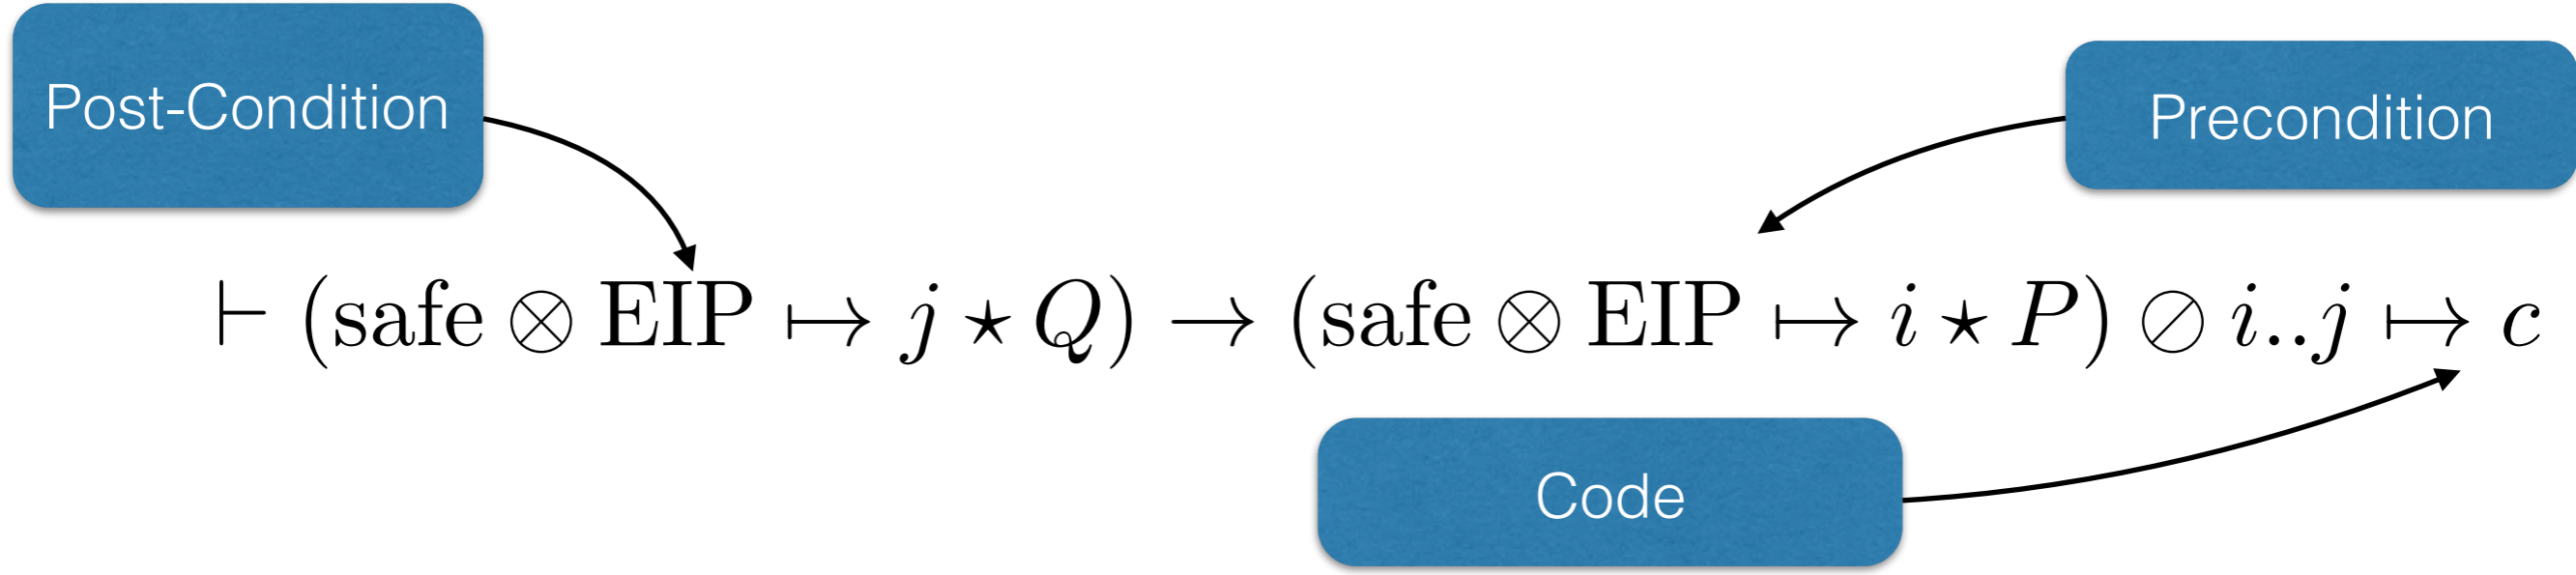 Post-Condition
Precondition
⊢ (safe ⊗ EIP ↦ j ⋆ Q) → (safe ⊗ EIP ↦ i ⋆ P) ⊘ i..j ↦ c
Code